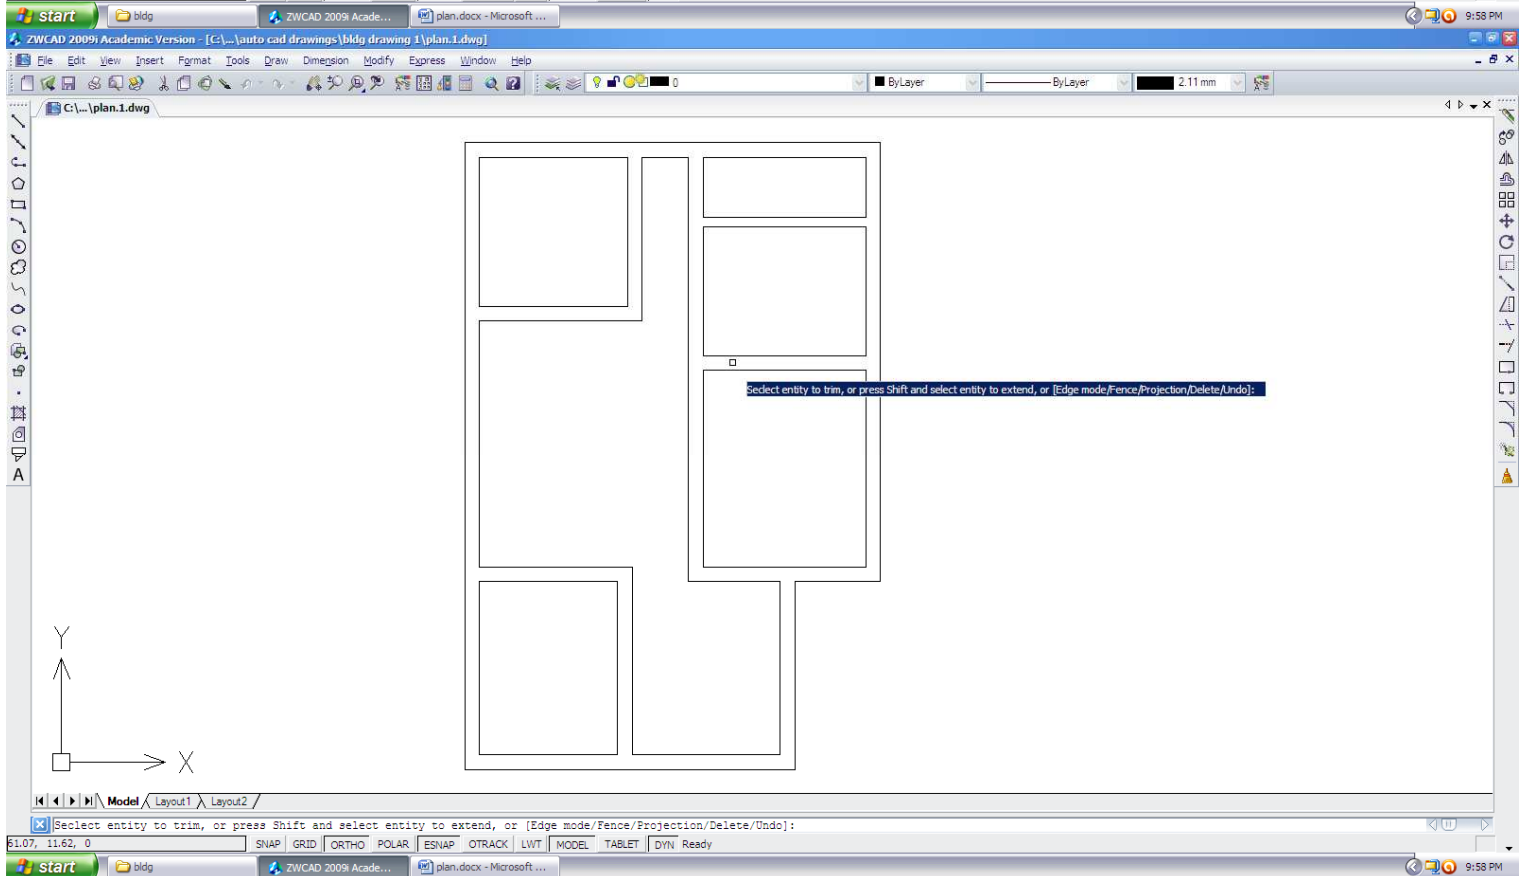 start bldg ZWCAD 2009i Acade... plan.docx - Microsoft ... 9:58 PM
ZWCAD 2009i Academic Version - [C:\...\auto cad drawings\bldg drawing 1\plan.1.dwg]
File Edit View Insert Format Tools Draw Dimension Modify Express Window Help
0 ByLayer ByLayer 2.11 mm
C:\...\plan.1.dwg
Seclect entity to trim, or press Shift and select entity to extend, or [Edge mode/Fence/Projection/Delete/Undo]:
A
Y
X
Model Layout1 Layout2
Seclect entity to trim, or press Shift and select entity to extend, or [Edge mode/Fence/Projection/Delete/Undo]:
61.07, 11.62, 0 SNAP GRID ORTHO POLAR ESNAP OTRACK LWT MODEL TABLET DYN Ready
start bldg ZWCAD 2009i Acade... plan.docx - Microsoft ... 9:58 PM